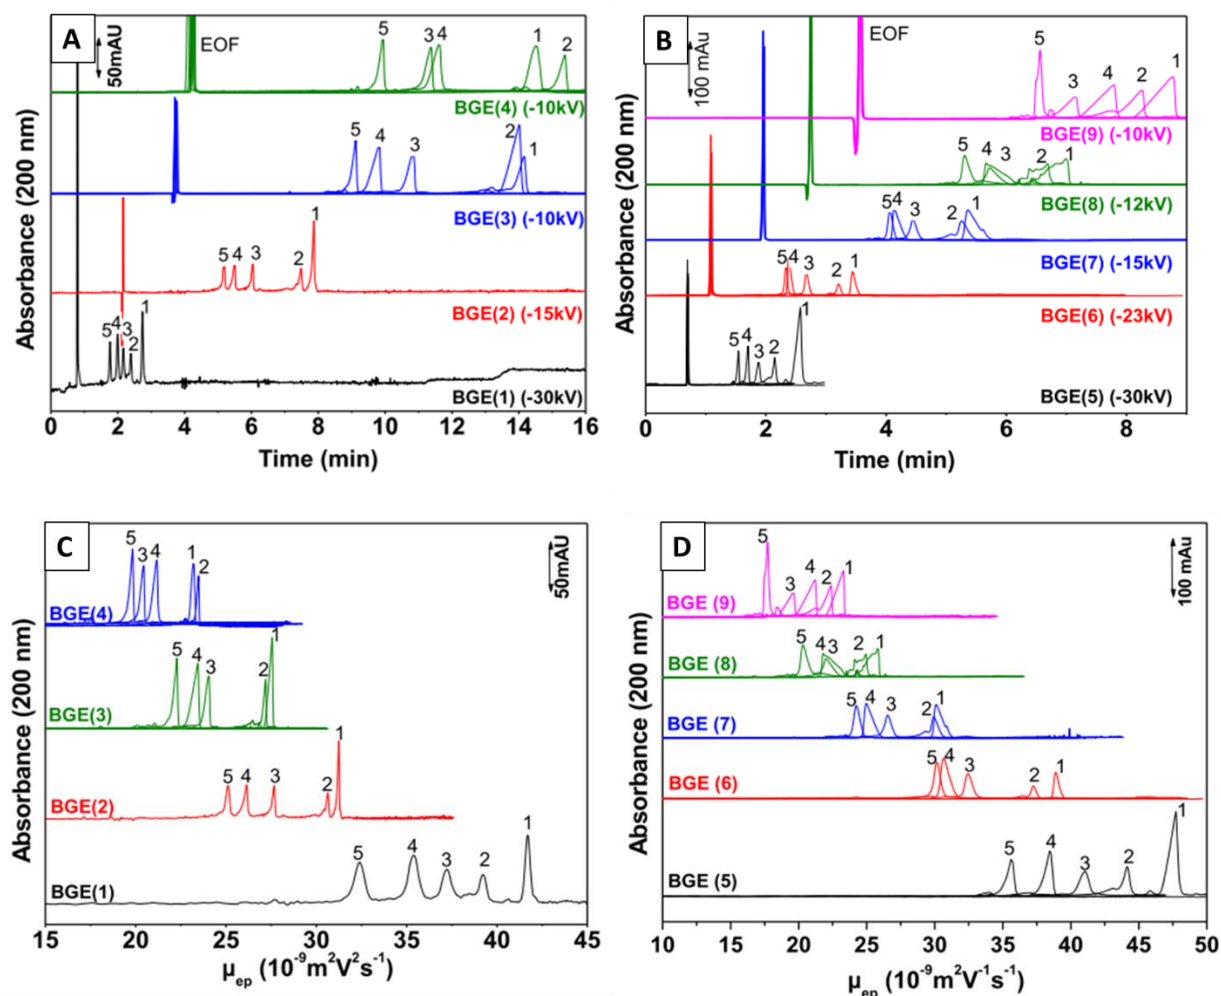 A
50mAU
EOF
5 3 4 1 2
BGE(4) (-10kV)
5 4 3 2 1
BGE(3) (-10kV)
5 4 3 2 1
BGE(2) (-15kV)
5 4 3 2 1
BGE(1) (-30kV)
0 2 4 6 8 10 12 14 16
Time (min)
Absorbance (200 nm)
B
100 mAu
EOF
5 3 4 2 1
BGE(9) (-10kV)
5 4 3 2 1
BGE(8) (-12kV)
5 4 3 2 1
BGE(7) (-15kV)
5 4 3 2 1
BGE(6) (-23kV)
5 4 3 2 1
BGE(5) (-30kV)
0 2 4 6 8
Time (min)
Absorbance (200 nm)
C
50mAU
5 3 4 1 2
BGE(4)
5 4 3 2 1
BGE(3)
5 4 3 2 1
BGE(2)
5 4 3 2 1
BGE(1)
15 20 25 30 35 40 45
μep (10-9m2V2s-1)
Absorbance (200 nm)
D
100 mAu
5 3 4 2 1
BGE (9)
5 4 3 2 1
BGE (8)
5 4 3 2 1
BGE (7)
5 4 3 2 1
BGE (6)
5 4 3 2 1
BGE (5)
10 15 20 25 30 35 40 45 50
μep (10-9m2V-1s-1)
Absorbance (200 nm)